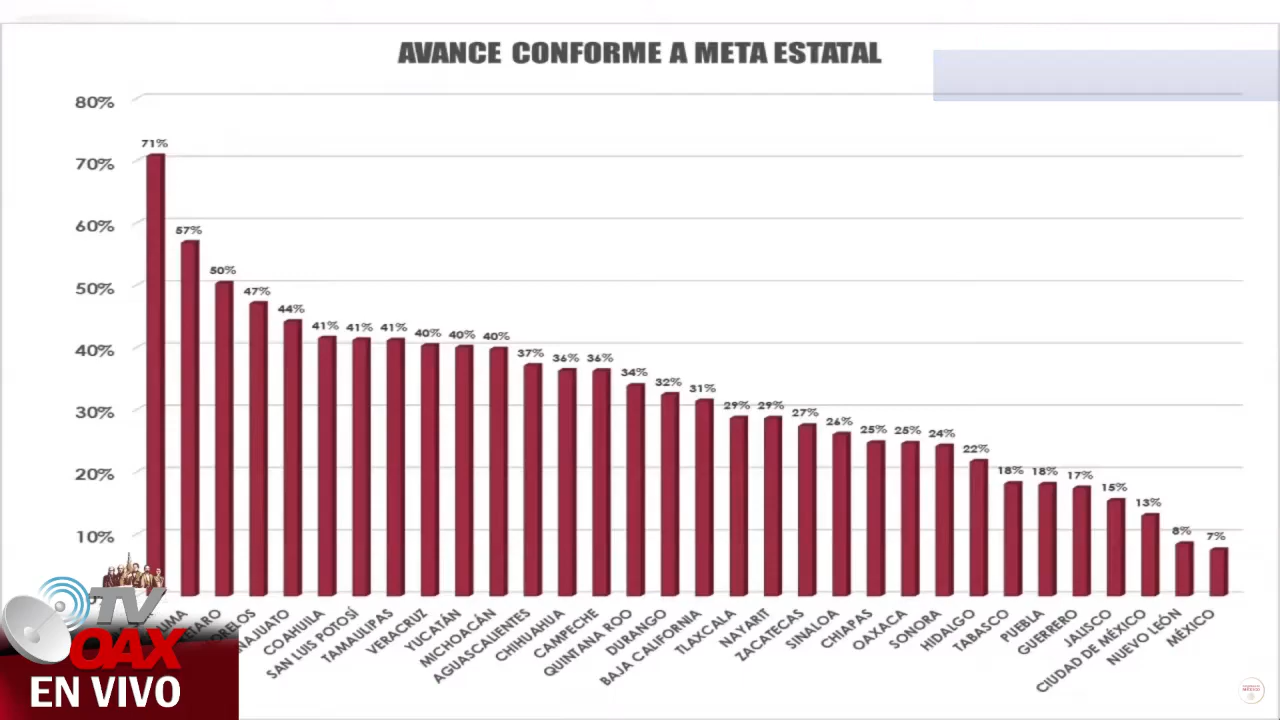 AVANCE CONFORME A META ESTATAL
80%
70%
60%
50%
40%
30%
20%
10%
71%
57%
50%
47%
44%
41%
41%
41%
40%
40%
40%
37%
36%
36%
34%
32%
31%
29%
29%
27%
26%
25%
25%
24%
22%
18%
18%
17%
15%
13%
8%
7%
COAHUILA
SAN LUIS POTOSÍ
TAMAULIPAS
VERACRUZ
YUCATÁN
MICHOACÁN
AGUASCALIENTES
CHIHUAHUA
CAMPECHE
QUINTANA ROO
DURANGO
BAJA CALIFORNIA
TLAXCALA
NAYARIT
ZACATECAS
SINALOA
CHIAPAS
OAXACA
SONORA
HIDALGO
TABASCO
PUEBLA
GUERRERO
JALISCO
CIUDAD DE MÉXICO
NUEVO LEÓN
MÉXICO
TV
OAX
EN VIVO